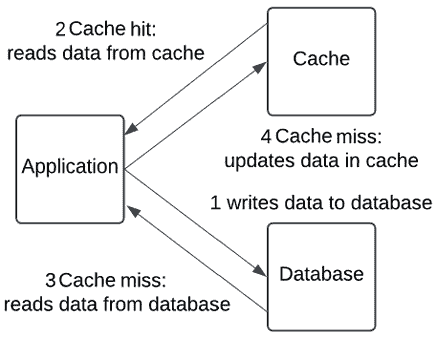 2 Cache hit:
reads data from cache
Cache
Application
4 Cache miss:
updates data in cache
1 writes data to database
Database
3 Cache miss:
reads data from database